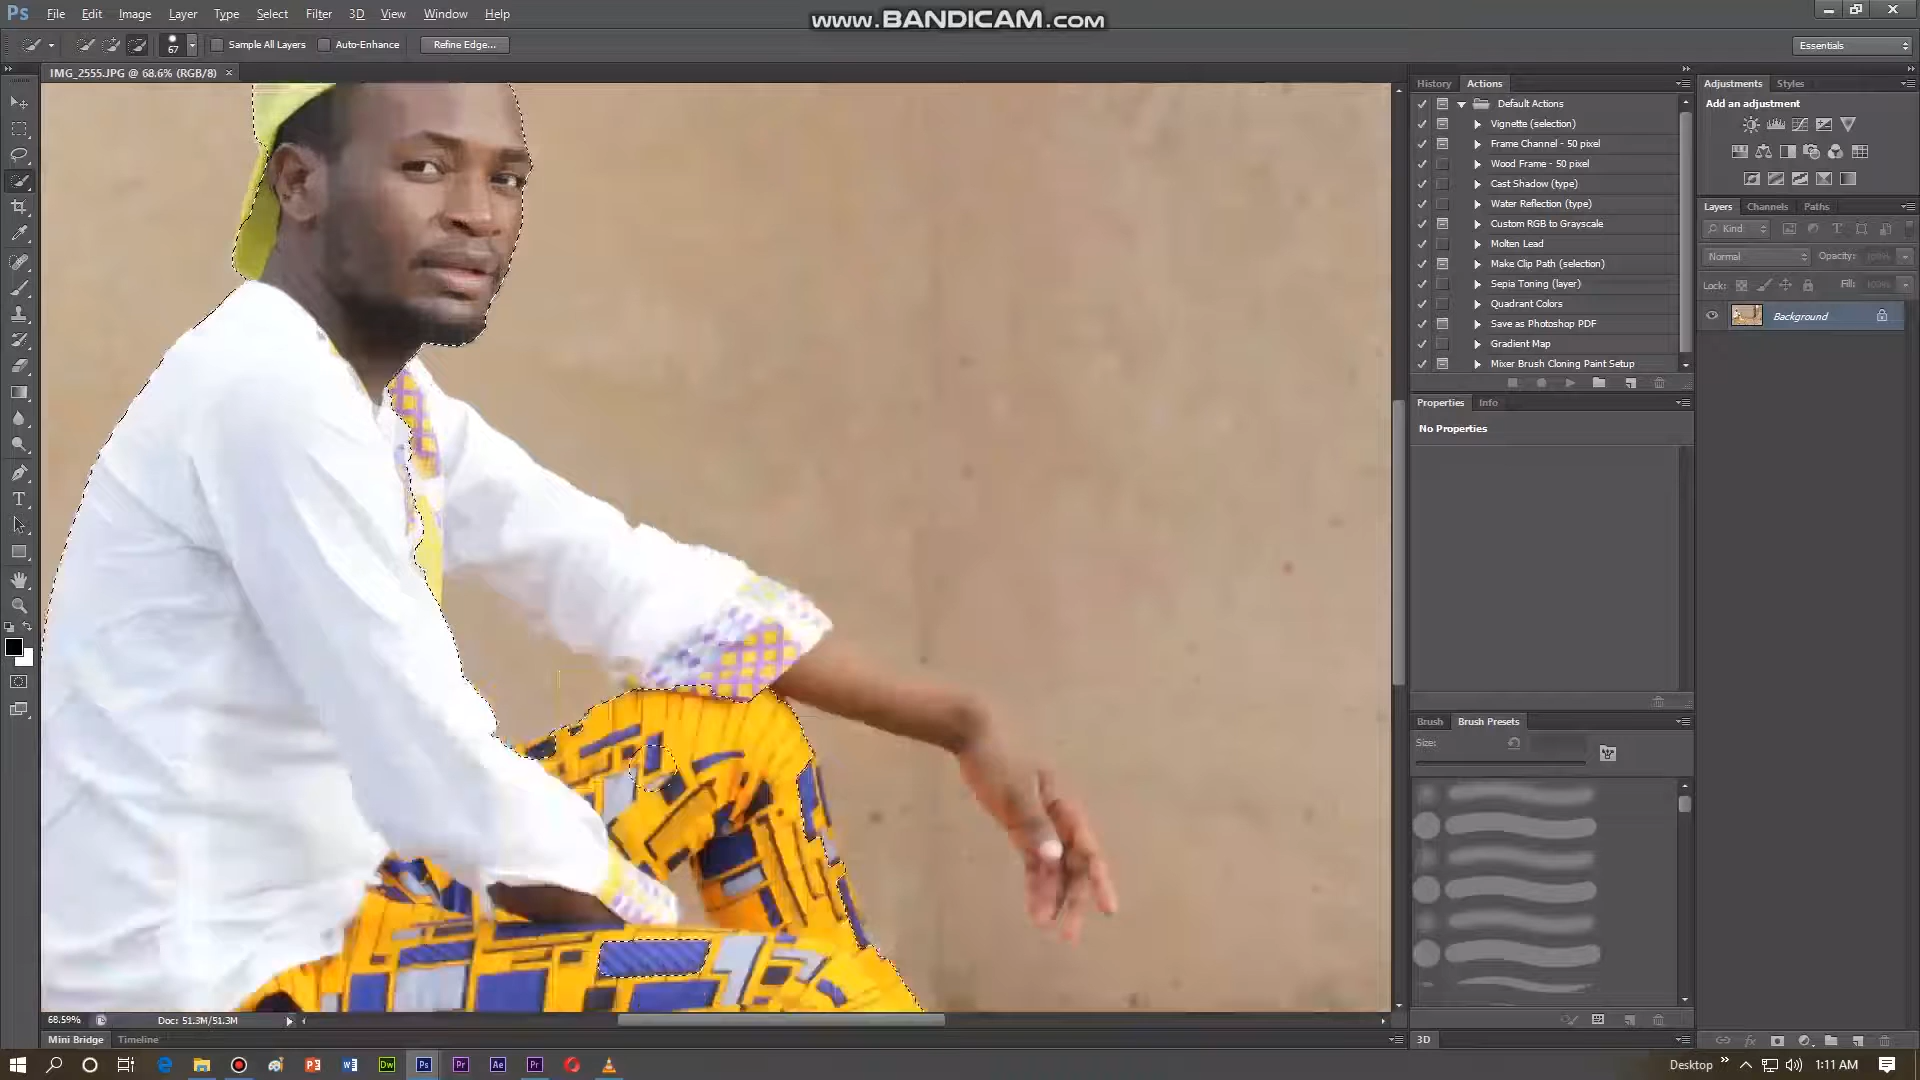 www.BANDICAM.com
Ps File Edit Image Layer Type Select Filter 3D View Window Help
67 Sample All Layers Auto-Enhance Refine Edge... Essentials
IMG_2555.JPG @ 68.6% (RGB/8) ×
History Actions
Default Actions
Vignette (selection)
Frame Channel - 50 pixel
Wood Frame - 50 pixel
Cast Shadow (type)
Water Reflection (type)
Custom RGB to Grayscale
Molten Lead
Make Clip Path (selection)
Sepia Toning (layer)
Quadrant Colors
Save as Photoshop PDF
Gradient Map
Mixer Brush Cloning Paint Setup
Properties Info
No Properties
Brush Brush Presets
Size:
3D
Adjustments Styles
Add an adjustment
Layers Channels Paths
Kind
Normal Opacity: 100%
Lock: Fill: 100%
Background
68.59% Doc: 51.3M/51.3M
Mini Bridge Timeline
Desktop 1:11 AM